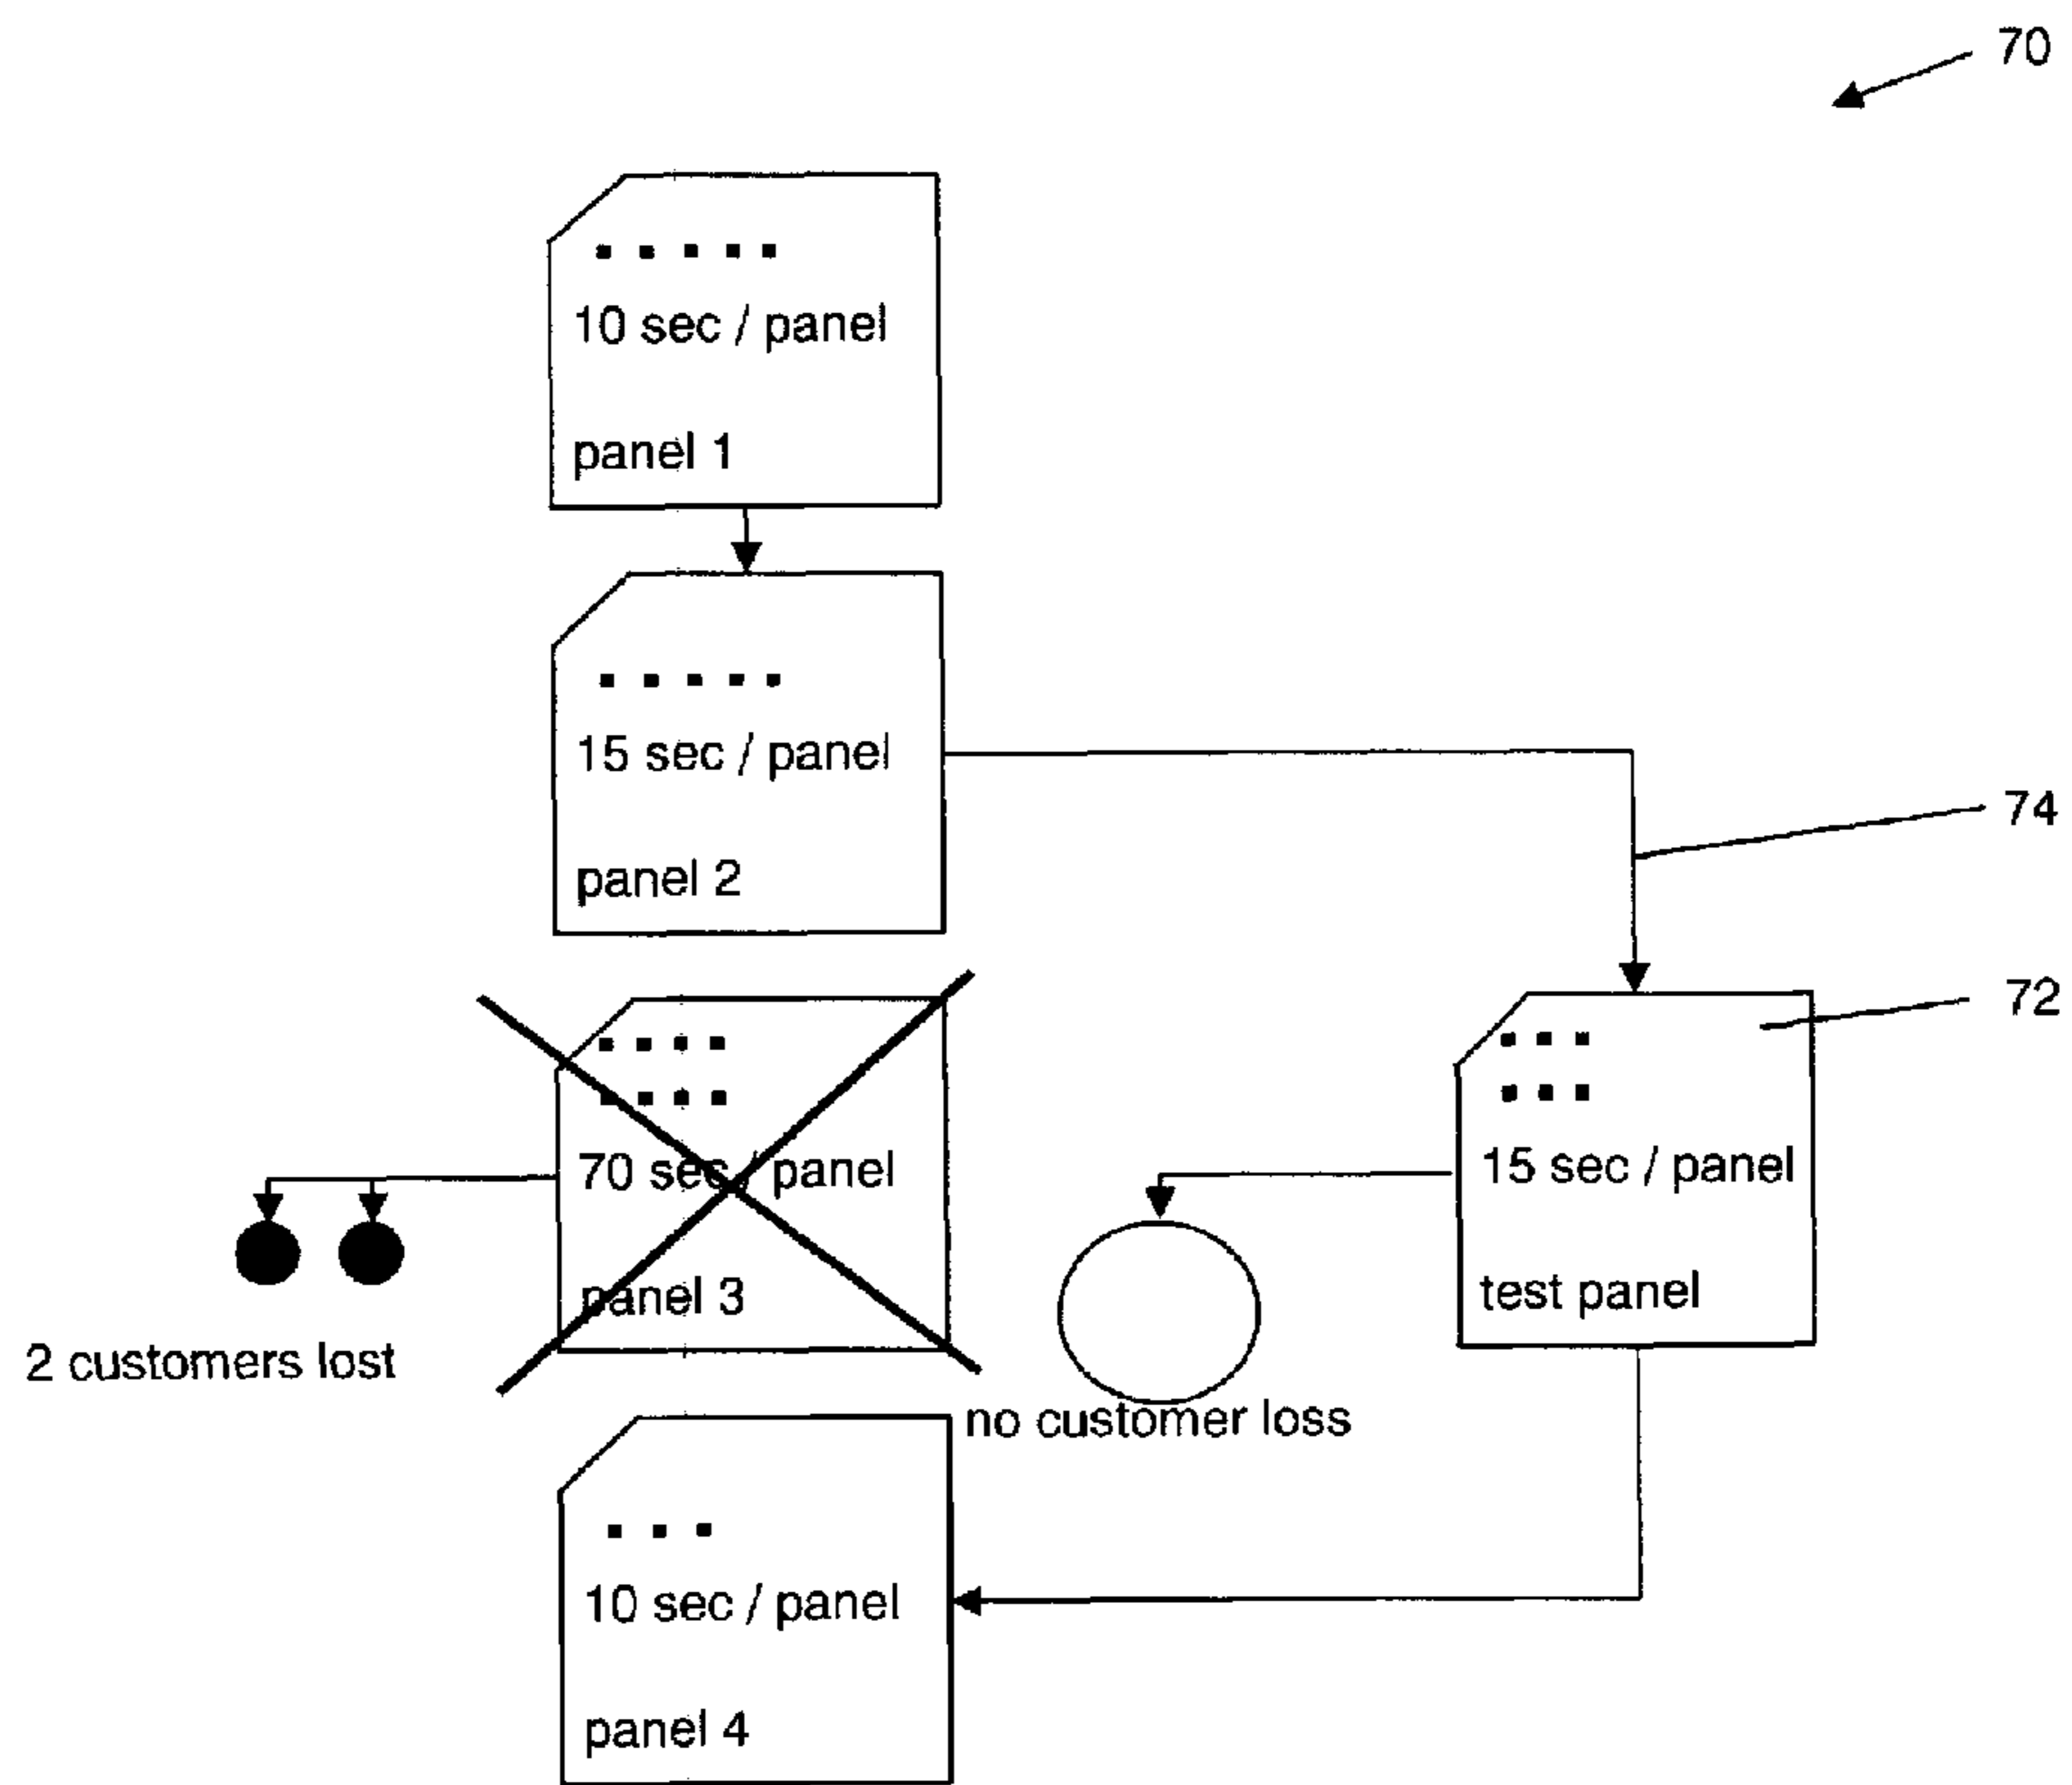 70
10 sec / panel
panel 1
15 sec / panel
panel 2
74
72
70 sec / panel
panel 3
2 customers lost
15 sec / panel
test panel
no customer loss
10 sec / panel
panel 4